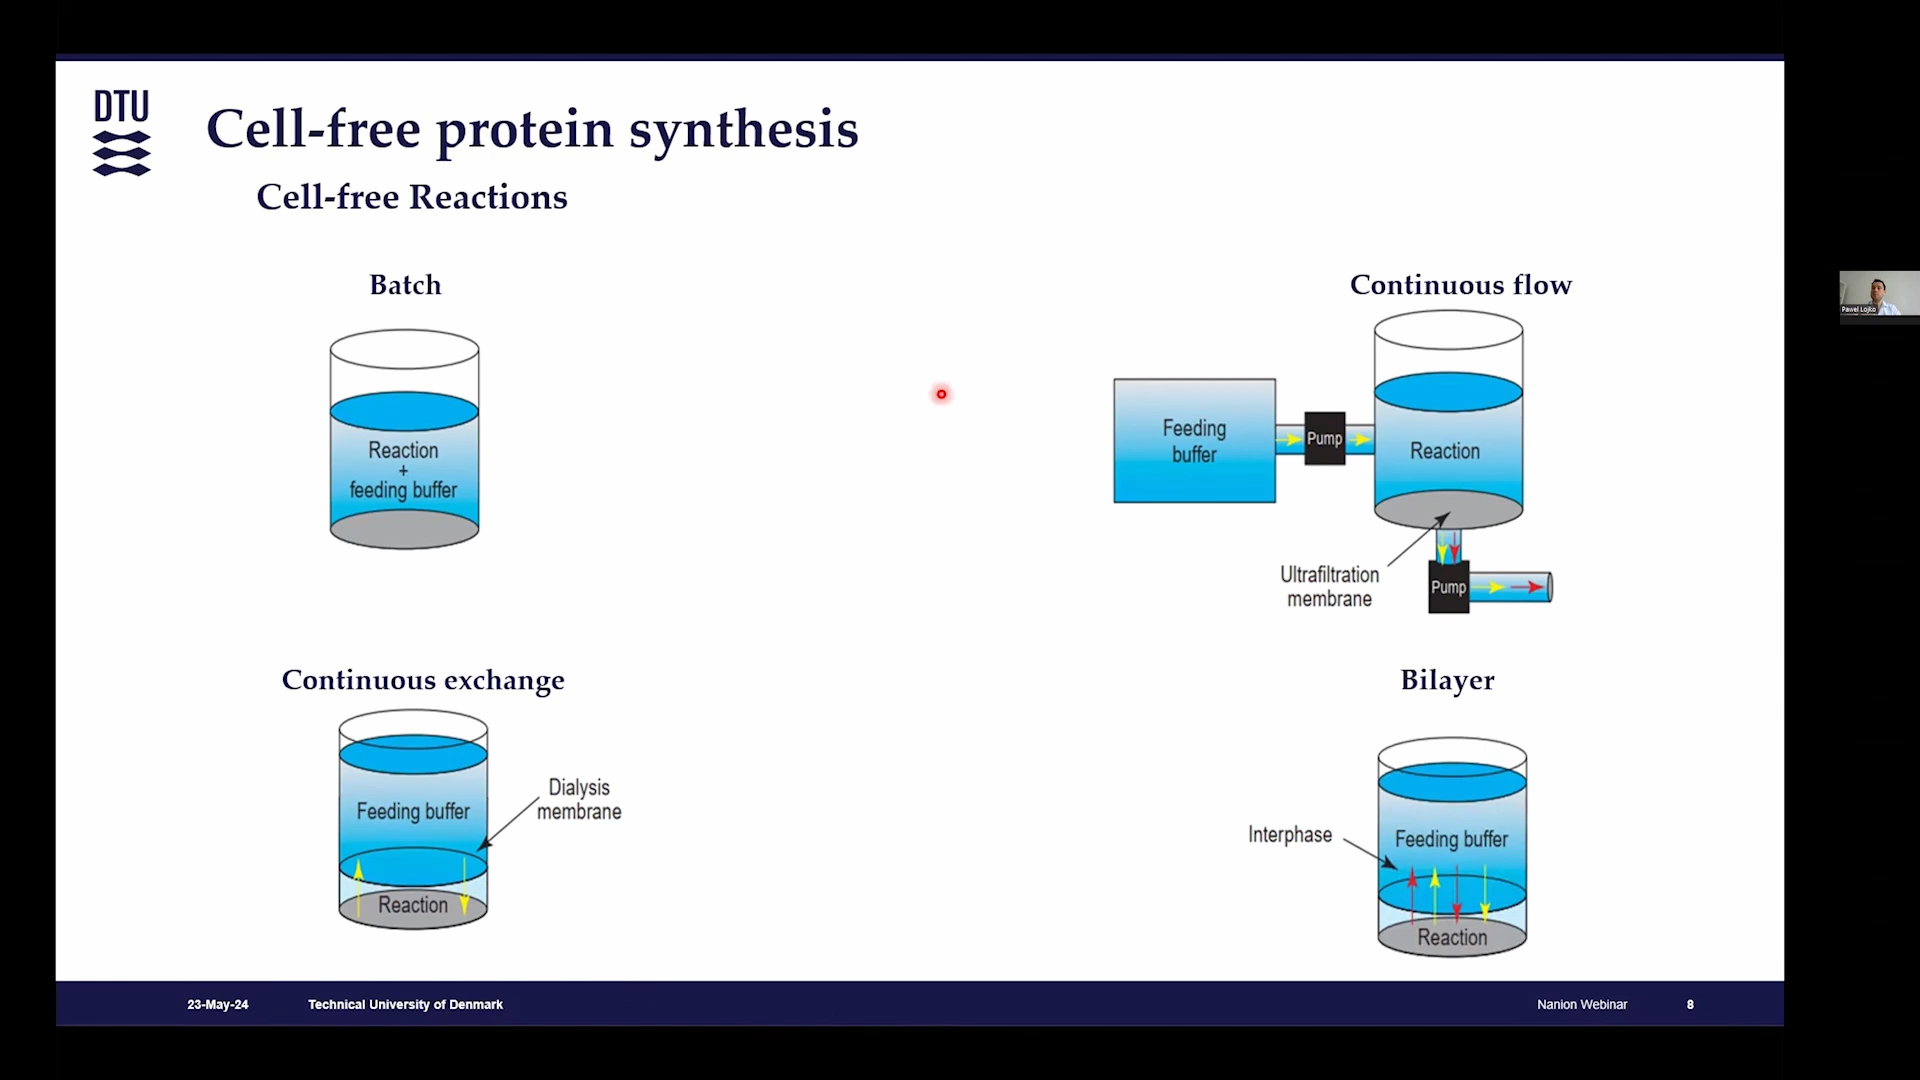 DTU
Cell-free protein synthesis
Cell-free Reactions
Batch
Reaction
+
feeding buffer
Continuous flow
Feeding
buffer
Pump
Reaction
Ultrafiltration
membrane
Pump
Continuous exchange
Feeding buffer
Dialysis
membrane
Reaction
Bilayer
Interphase
Feeding buffer
Reaction
Pawel Lojko
23-May-24
Technical University of Denmark
Nanion Webinar
8